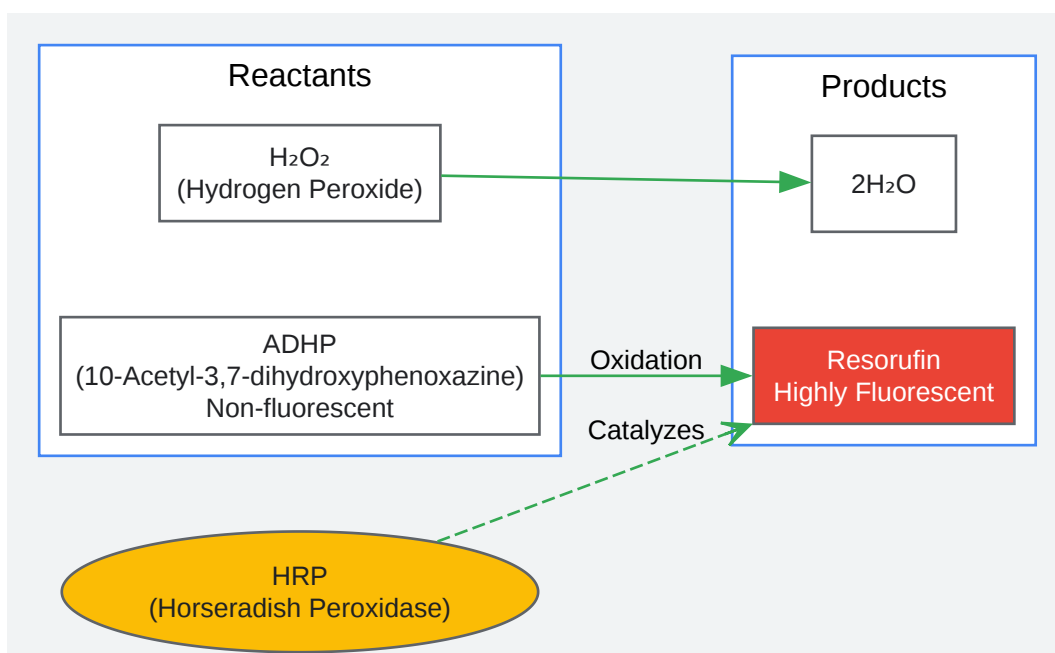 Reactants
H₂O₂
(Hydrogen Peroxide)
ADHP
(10-Acetyl-3,7-dihydroxyphenoxazine)
Non-fluorescent
Oxidation
Catalyzes
Products
2H₂O
Resorufin
Highly Fluorescent
HRP
(Horseradish Peroxidase)